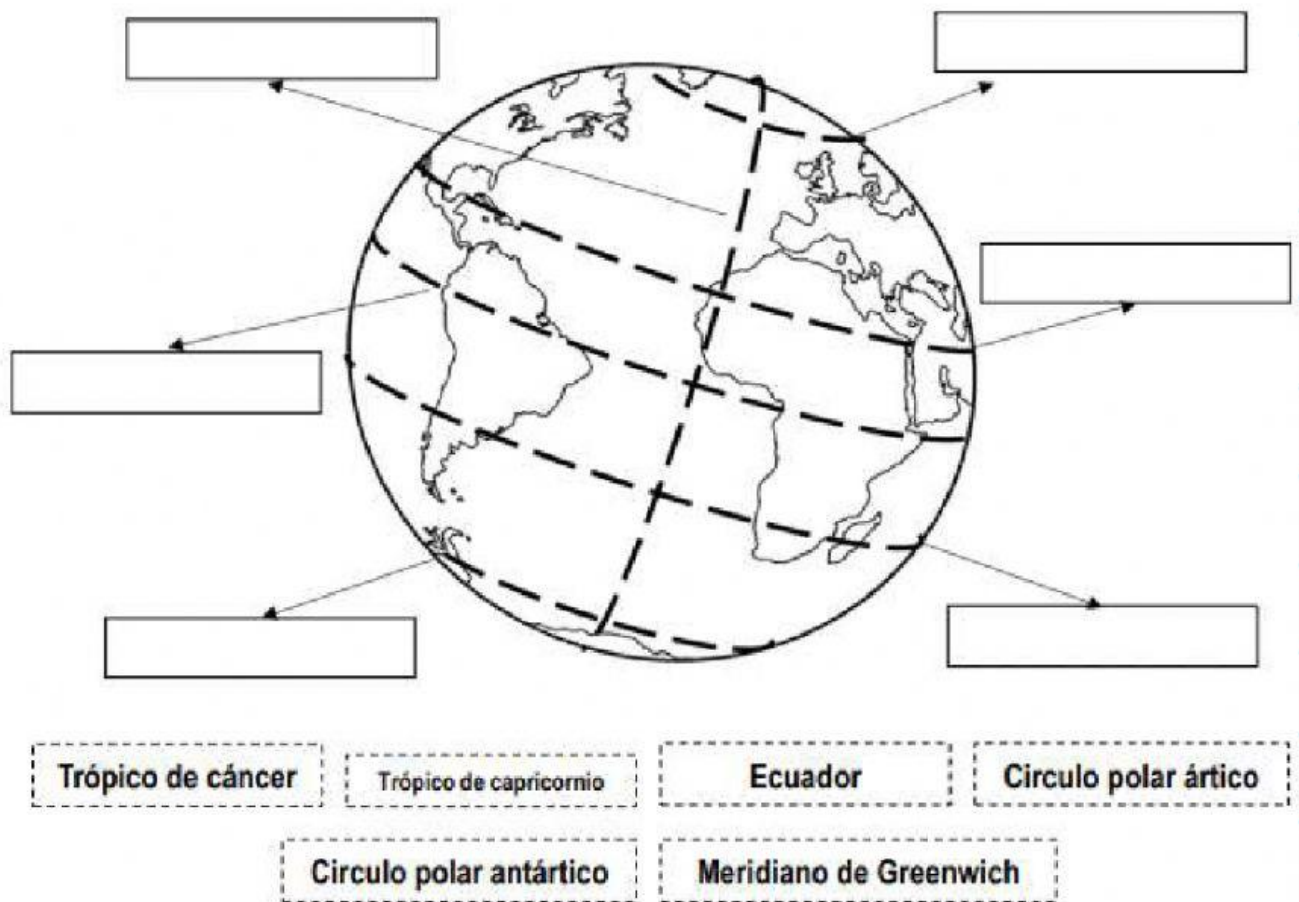 Trópico de cáncer
Trópico de capricornio
Ecuador
Circulo polar ártico
Circulo polar antártico
Meridiano de Greenwich